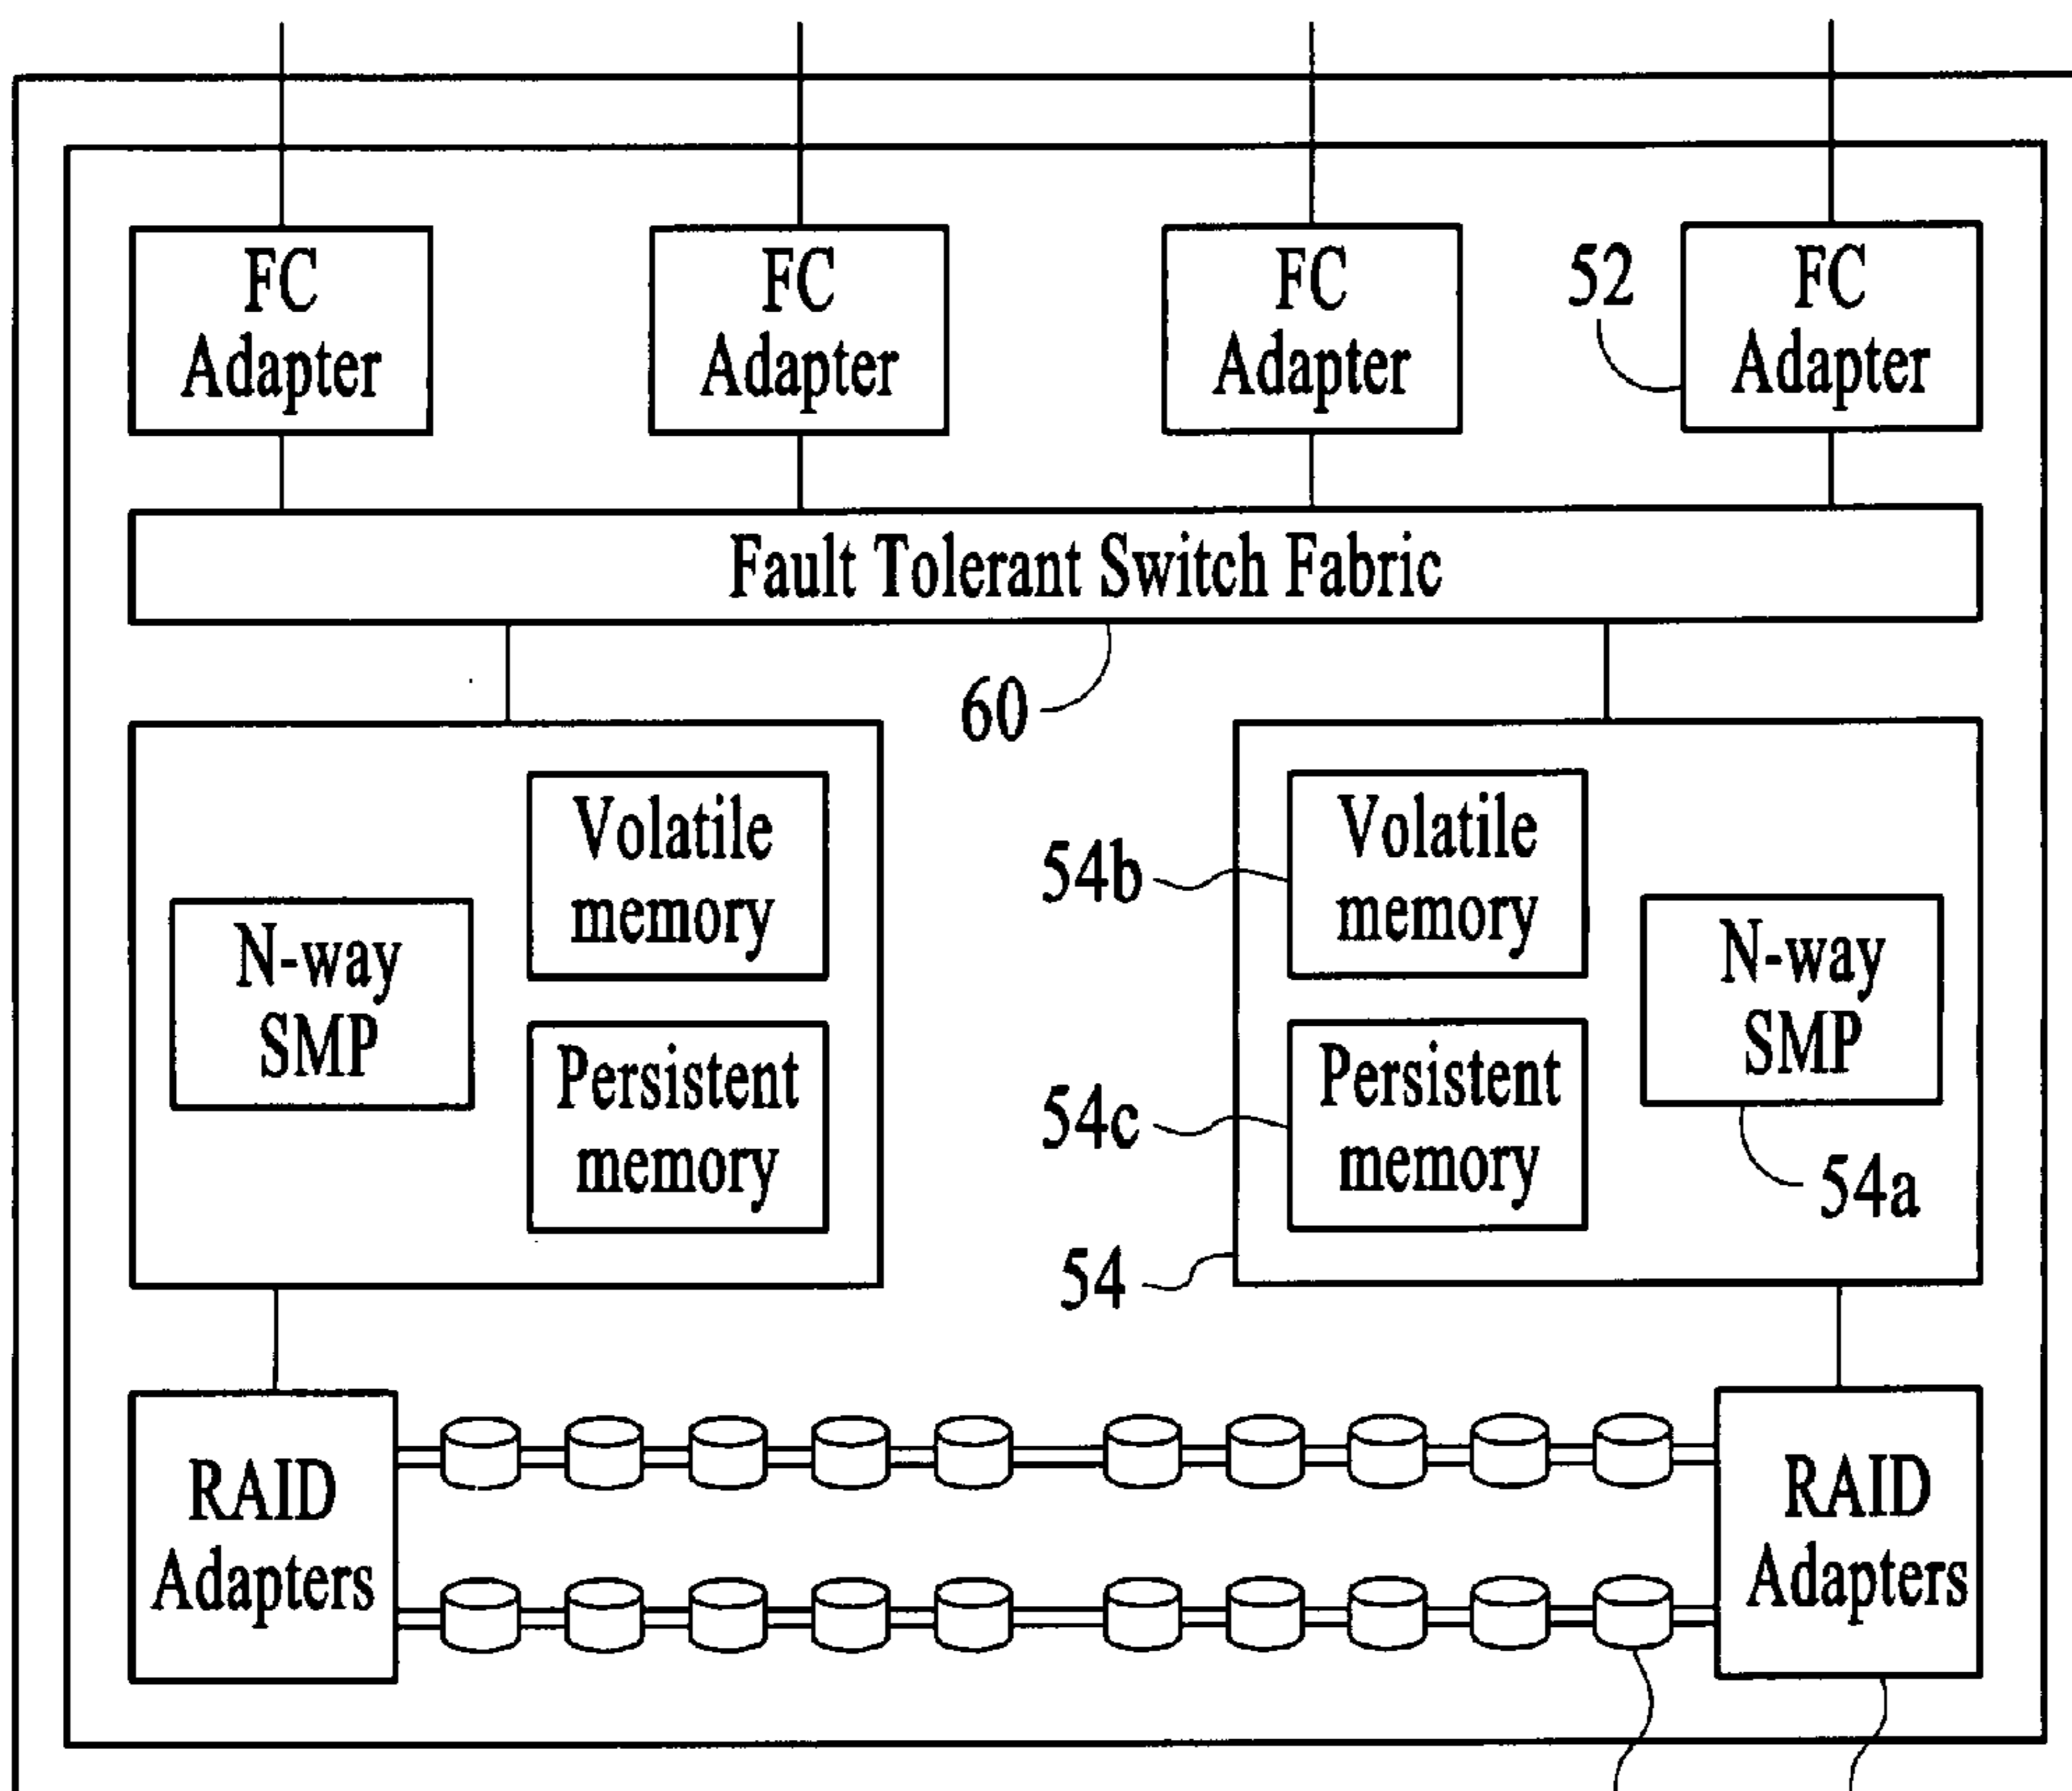 FC
Adapter
FC
Adapter
FC
Adapter
52
FC
Adapter
Fault Tolerant Switch Fabric
60
Volatile
memory
N-way
SMP
Persistent
memory
54b
Volatile
memory
54c
Persistent
memory
N-way
SMP
54a
54
RAID
Adapters
RAID
Adapters